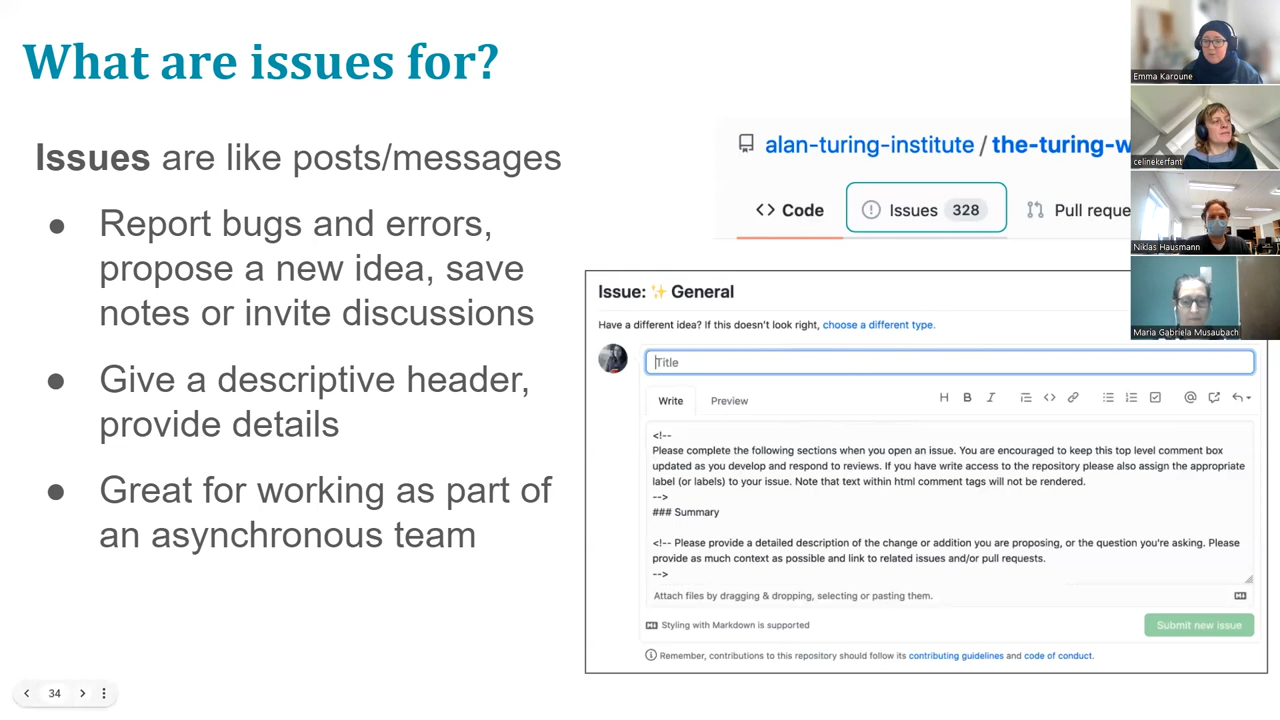 What are issues for?
Issues are like posts/messages
● Report bugs and errors,
propose a new idea, save
notes or invite discussions
● Give a descriptive header,
provide details
● Great for working as part of
an asynchronous team
alan-turing-institute / the-turing-w
Code
Issues 328
Pull reque
Issue: ✨ General
Have a different idea? If this doesn't look right, choose a different type.
Title
Write
Preview
H B I
<!--
Please complete the following sections when you open an issue. You are encouraged to keep this top level comment box
updated as you develop and respond to reviews. If you have write access to the repository please also assign the appropriate
label (or labels) to your issue. Note that text within html comment tags will not be rendered.
-->
### Summary
<!-- Please provide a detailed description of the change or addition you are proposing, or the question you're asking. Please
provide as much context as possible and link to related issues and/or pull requests.
-->
Attach files by dragging & dropping, selecting or pasting them.
Styling with Markdown is supported
Submit new issue
Remember, contributions to this repository should follow its contributing guidelines and code of conduct.
Emma Karoune
celinekerfant
Niklas Hausmann
Maria Gabriela Musaubach
34